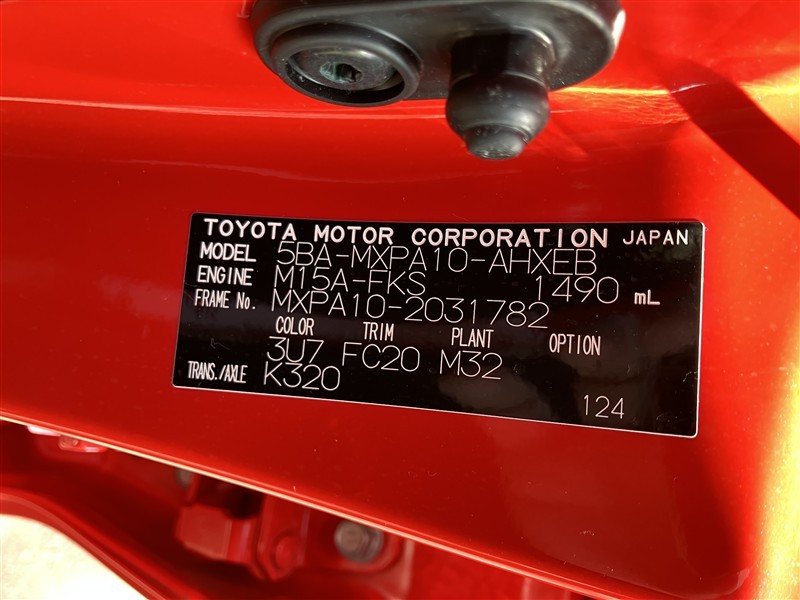 TOYOTA MOTOR CORPORATION JAPAN
MODEL 5BA-MXPA10-AHXEB
ENGINE M15A-FKS 1490 mL
FRAME No. MXPA10-2031782
COLOR TRIM PLANT OPTION
3U7 FC20 M32
TRANS./AXLE K320
124